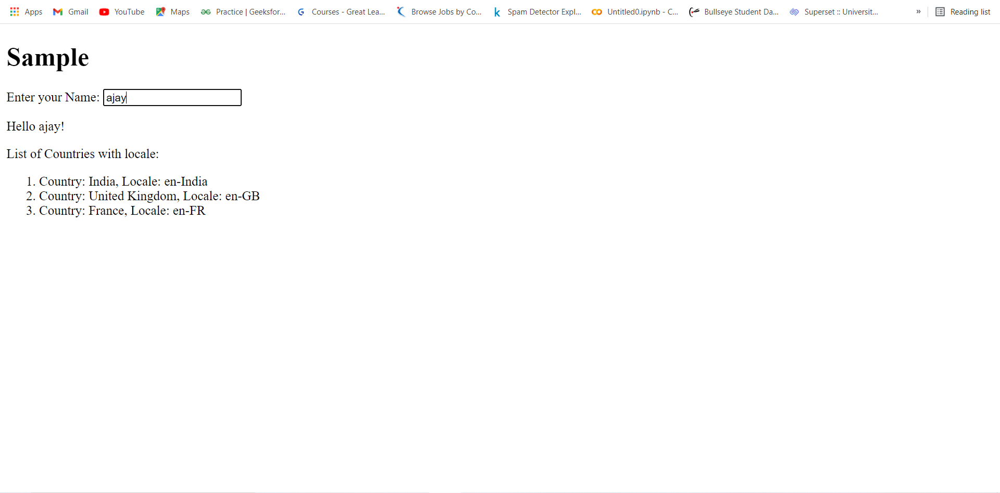 Apps Gmail YouTube Maps Practice | Geeksfor... Courses - Great Lea... Browse Jobs by Co... Spam Detector Expl... Untitled0.ipynb - C... Bullseye Student Da... Superset :: Universit... » Reading list
Sample
Enter your Name: ajay
Hello ajay!
List of Countries with locale:
1. Country: India, Locale: en-India
2. Country: United Kingdom, Locale: en-GB
3. Country: France, Locale: en-FR